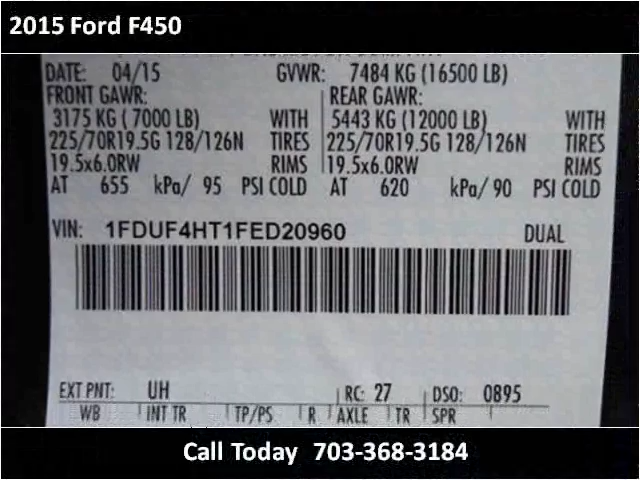 2015 Ford F450
DATE: 04/15 GVWR: 7484 KG (16500 LB)
FRONT GAWR: REAR GAWR:
3175 KG ( 7000 LB) WITH 5443 KG (12000 LB) WITH
225/70R19.5G 128/126N TIRES 225/70R19.5G 128/126N TIRES
19.5x6.0RW RIMS 19.5x6.0RW RIMS
AT 655 kPa/ 95 PSI COLD AT 620 kPa/ 90 PSI COLD
VIN: 1FDUF4HT1FED20960 DUAL
EXT PNT: UH RC: 27 DSO: 0895
WB INT TR TP/PS R AXLE TR SPR
Call Today 703-368-3184